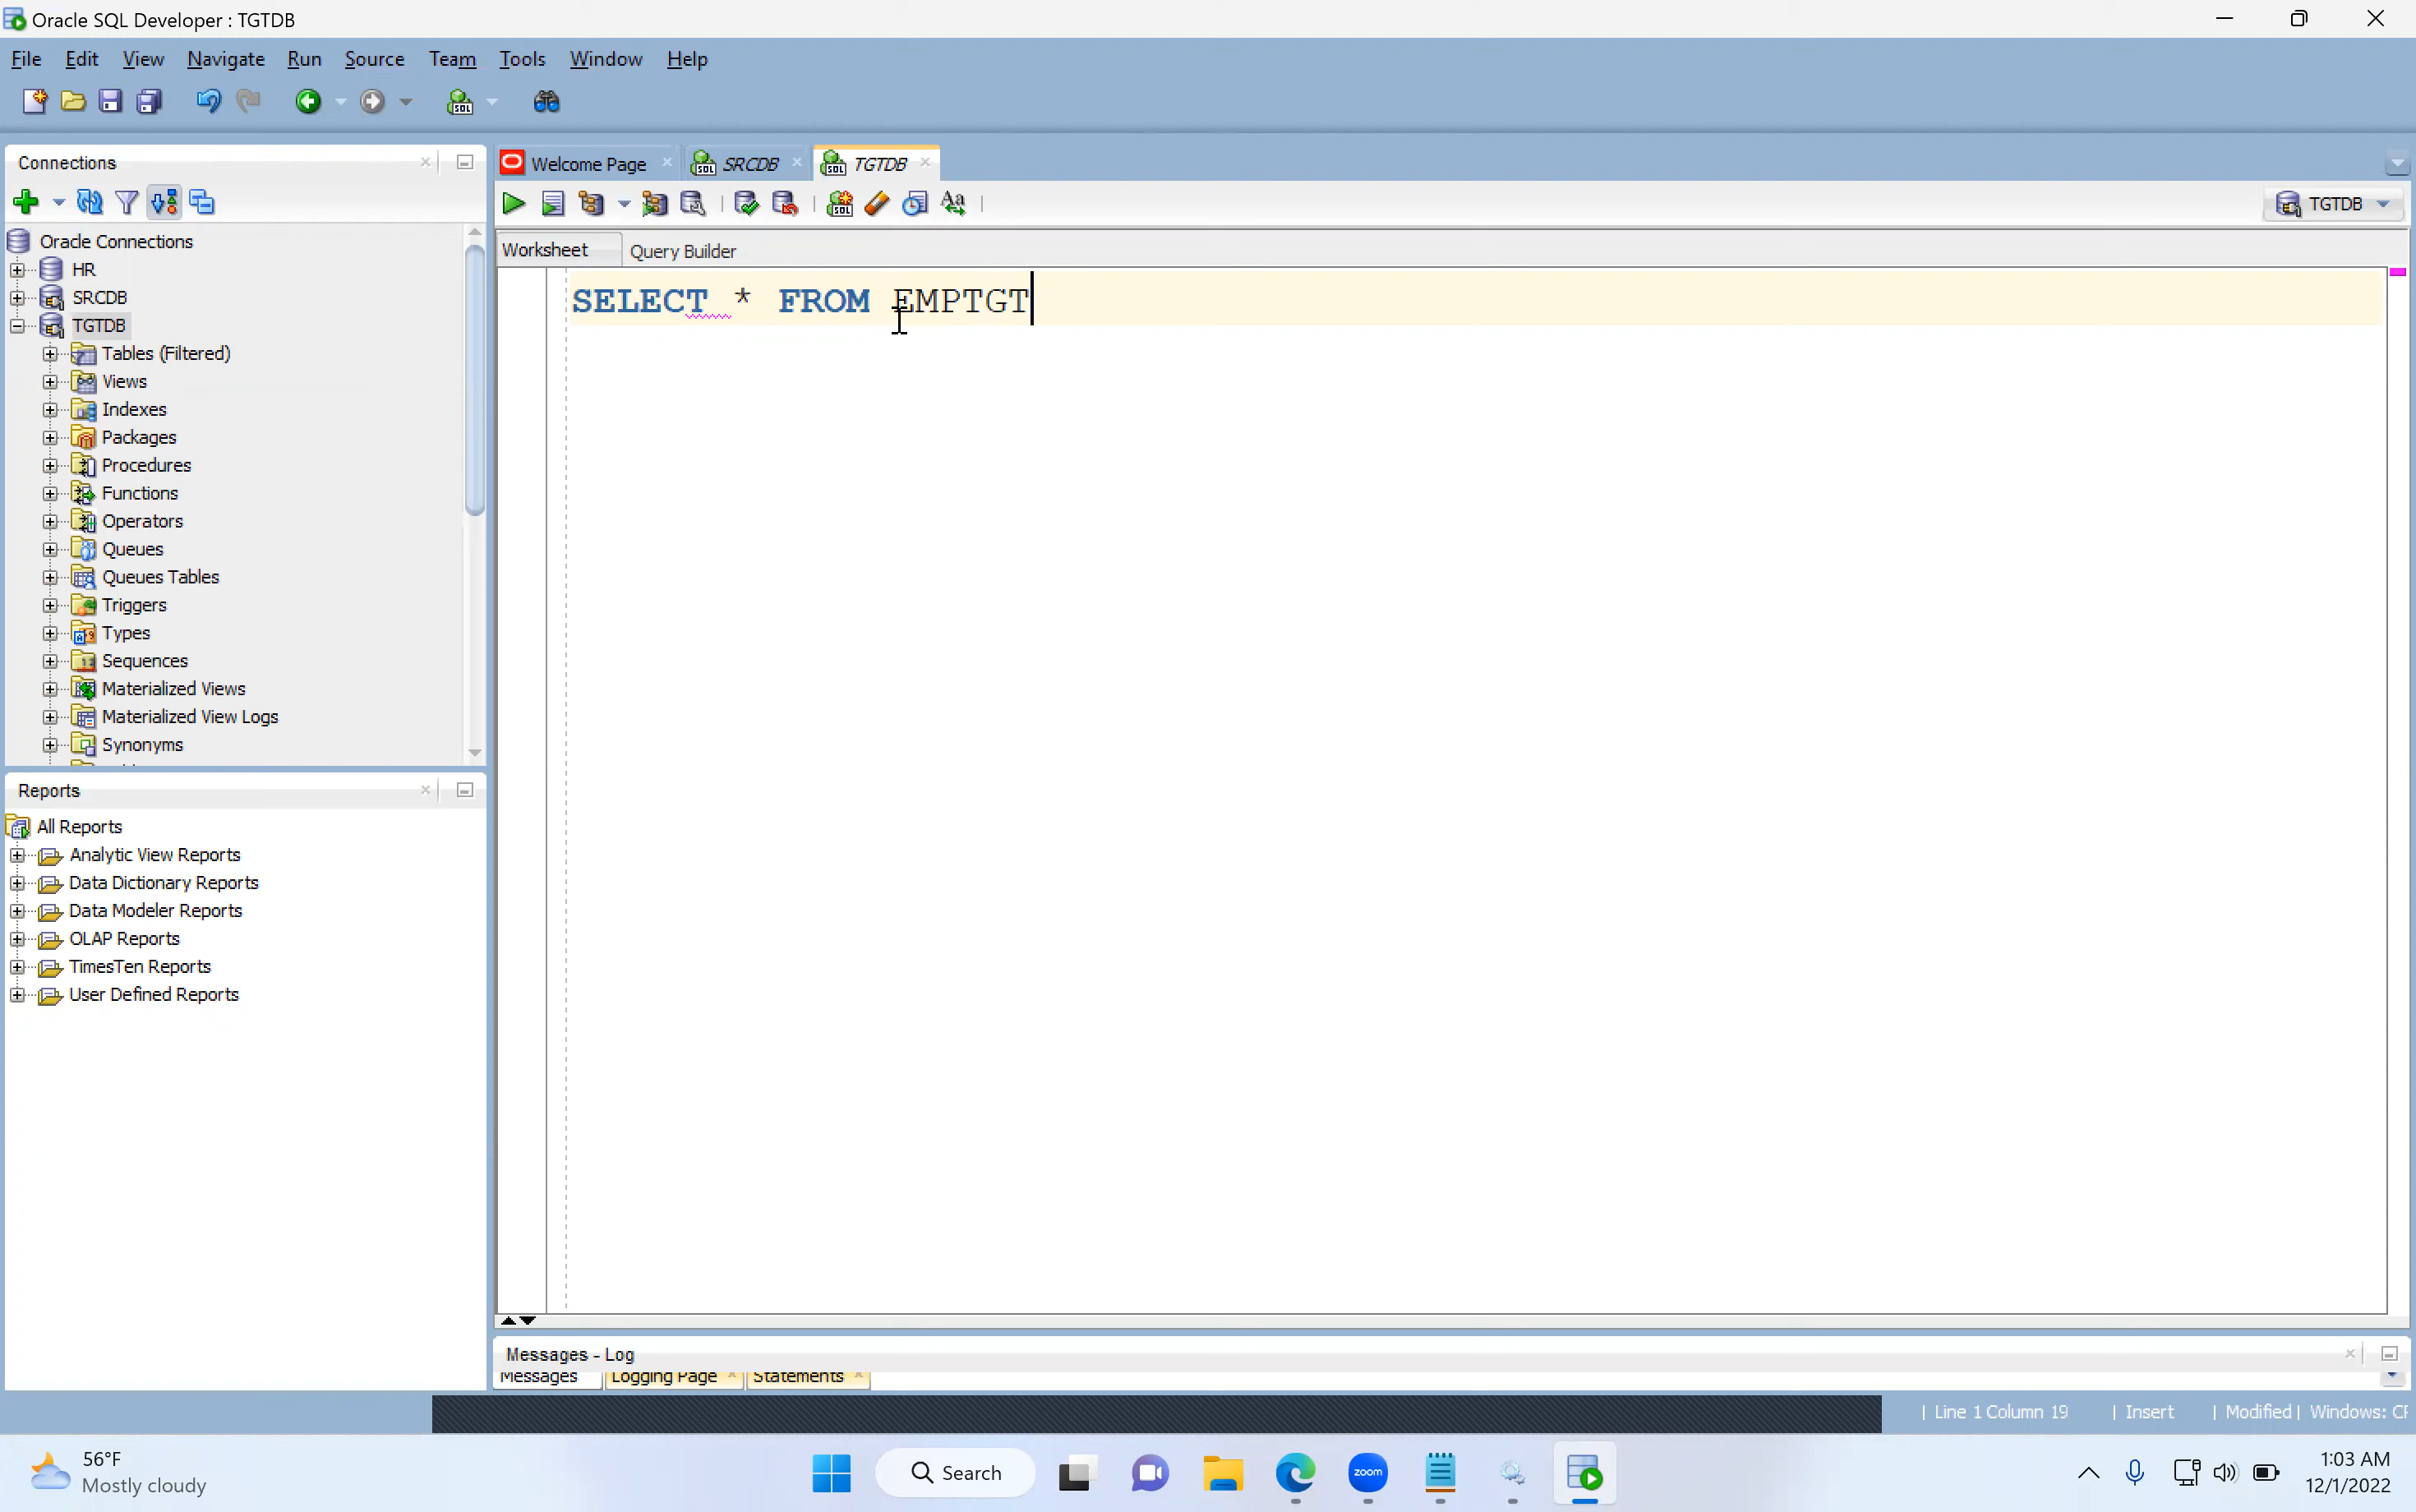 Oracle SQL Developer : TGTDB
File Edit View Navigate Run Source Team Tools Window Help
Connections
Oracle Connections
HR
SRCDB
TGTDB
Tables (Filtered)
Views
Indexes
Packages
Procedures
Functions
Operators
Queues
Queues Tables
Triggers
Types
Sequences
Materialized Views
Materialized View Logs
Synonyms
Reports
All Reports
Analytic View Reports
Data Dictionary Reports
Data Modeler Reports
OLAP Reports
TimesTen Reports
User Defined Reports
Welcome Page SRCDB TGTDB
TGTDB
Worksheet Query Builder
SELECT * FROM EMPTGT
Messages - Log
Messages Logging Page Statements
Line 1 Column 19 Insert Modified Windows: CF
56°F
Mostly cloudy
Search
zoom
1:03 AM
12/1/2022